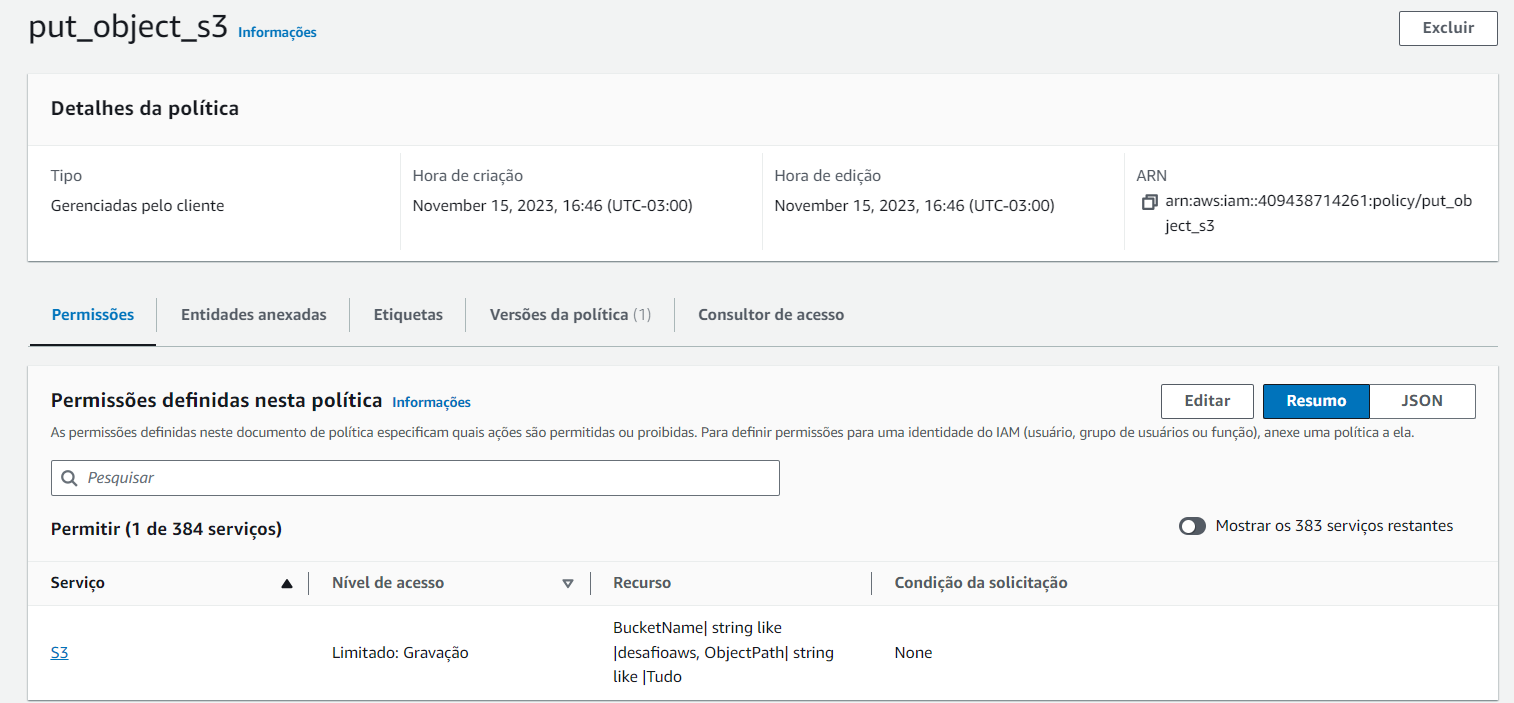 put_object_s3 Informações
Excluir
Detalhes da política
Tipo
Gerenciadas pelo cliente
Hora de criação
November 15, 2023, 16:46 (UTC-03:00)
Hora de edição
November 15, 2023, 16:46 (UTC-03:00)
ARN
arn:aws:iam::409438714261:policy/put_ob
ject_s3
Permissões
Entidades anexadas
Etiquetas
Versões da política (1)
Consultor de acesso
Permissões definidas nesta política Informações
Editar
Resumo
JSON
As permissões definidas neste documento de política especificam quais ações são permitidas ou proibidas. Para definir permissões para uma identidade do IAM (usuário, grupo de usuários ou função), anexe uma política a ela.
Pesquisar
Permitir (1 de 384 serviços)
Mostrar os 383 serviços restantes
Serviço
Nível de acesso
Recurso
Condição da solicitação
S3
Limitado: Gravação
BucketName| string like
|desafioaws, ObjectPath| string
like |Tudo
None